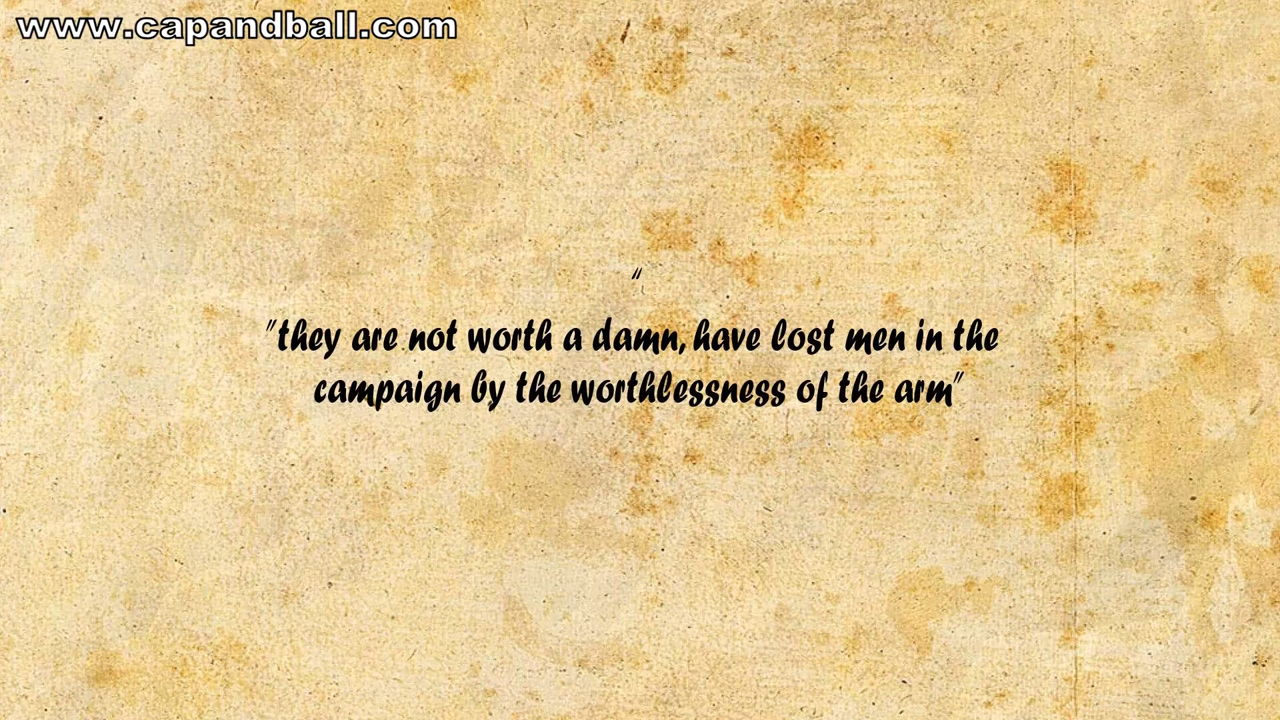 www.capandball.com
"
"they are not worth a damn, have lost men in the
campaign by the worthlessness of the arm"